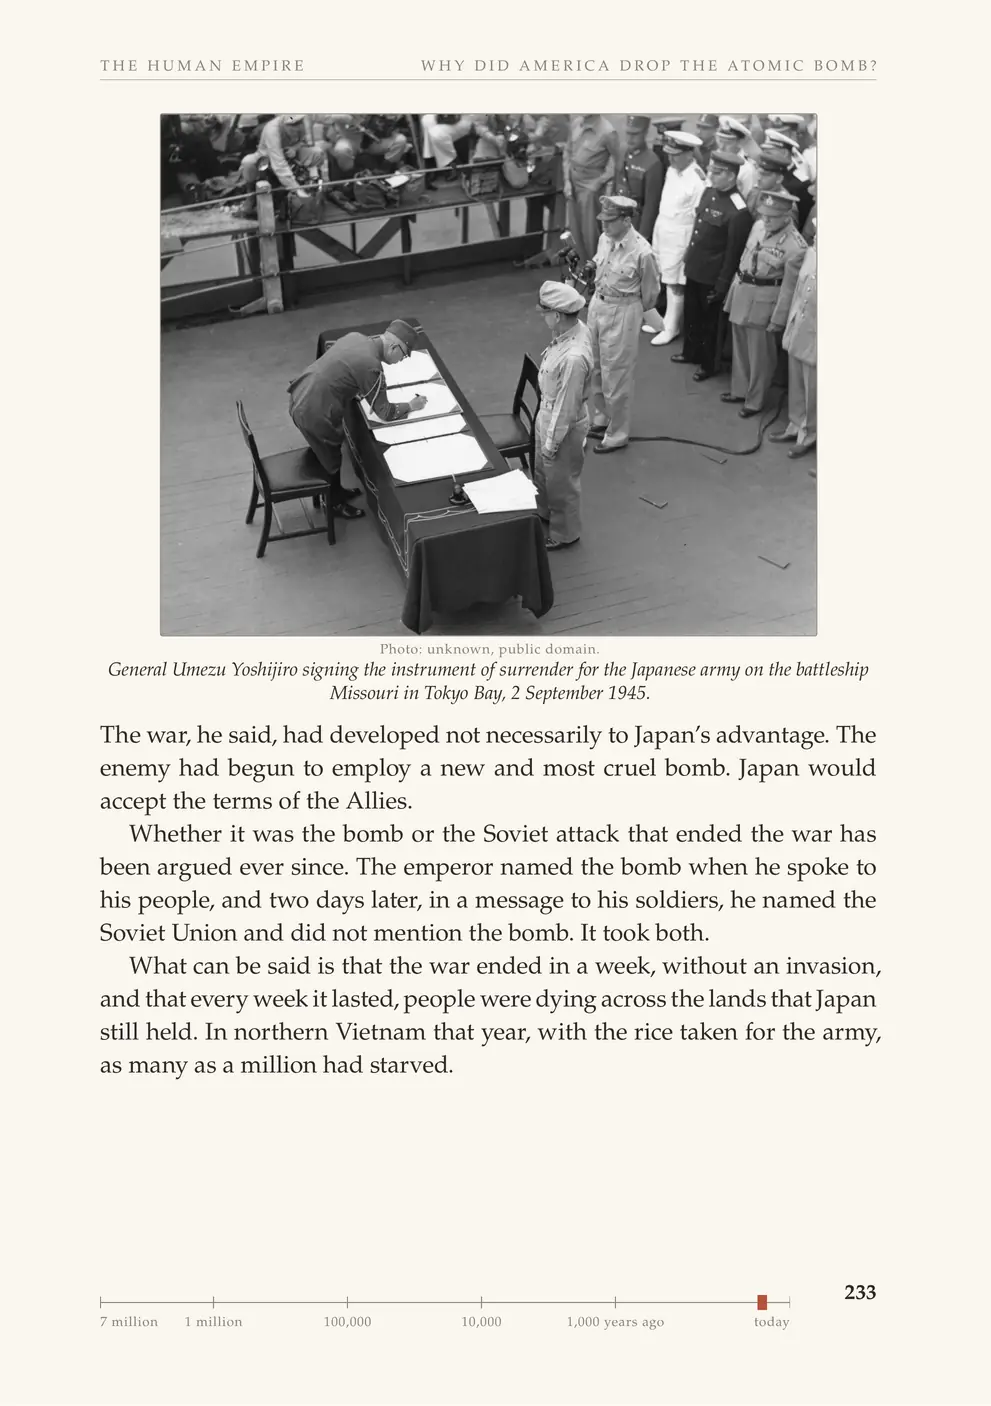 THE HUMAN EMPIRE
WHY DID AMERICA DROP THE ATOMIC BOMB?
Photo: unknown, public domain.
General Umezu Yoshijiro signing the instrument of surrender for the Japanese army on the battleship
Missouri in Tokyo Bay, 2 September 1945.
The war, he said, had developed not necessarily to Japan’s advantage. The
enemy had begun to employ a new and most cruel bomb. Japan would
accept the terms of the Allies.
Whether it was the bomb or the Soviet attack that ended the war has
been argued ever since. The emperor named the bomb when he spoke to
his people, and two days later, in a message to his soldiers, he named the
Soviet Union and did not mention the bomb. It took both.
What can be said is that the war ended in a week, without an invasion,
and that every week it lasted, people were dying across the lands that Japan
still held. In northern Vietnam that year, with the rice taken for the army,
as many as a million had starved.
233
7 million 1 million 100,000 10,000 1,000 years ago today